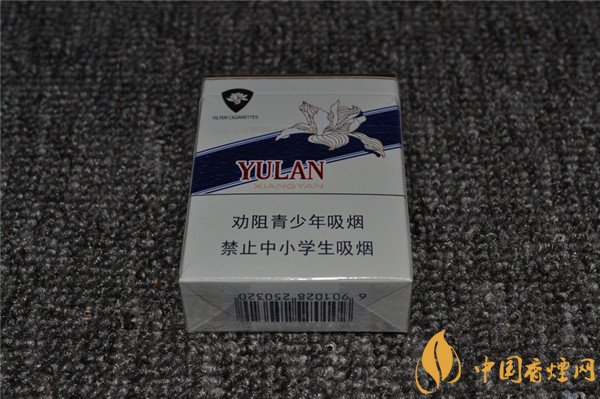 FILTER CIGARETTES
YULAN
XIANGYAN
劝阻青少年吸烟
禁止中小学生吸烟
6 901028 250320
中国香烟网